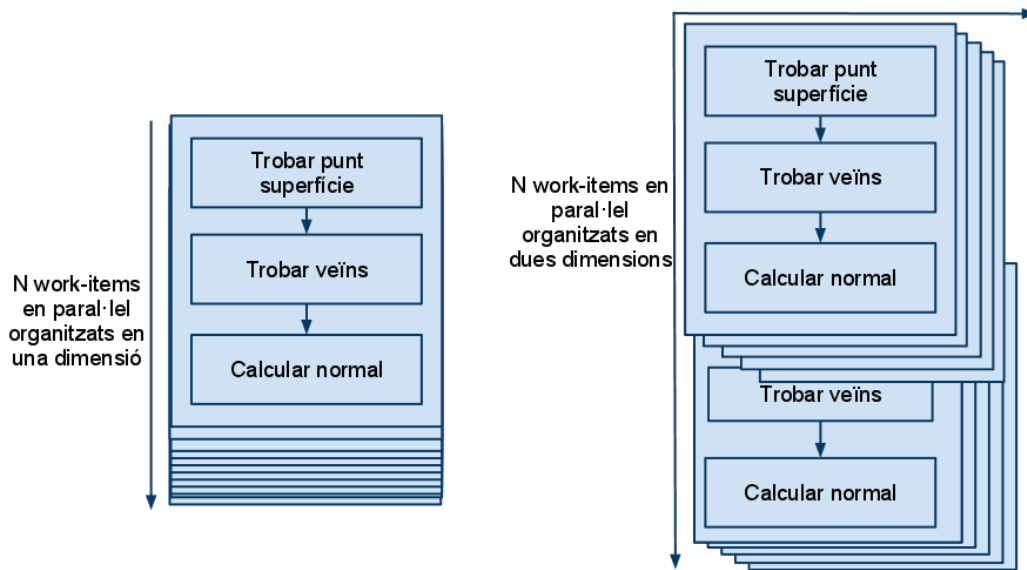 N work-items
en paral·lel
organitzats en
una dimensió
Trobar punt
superfície
Trobar veïns
Calcular normal
N work-items en
paral·lel
organitzats en
dues dimensions
Trobar punt
superfície
Trobar veïns
Calcular normal
Trobar veïns
Calcular normal